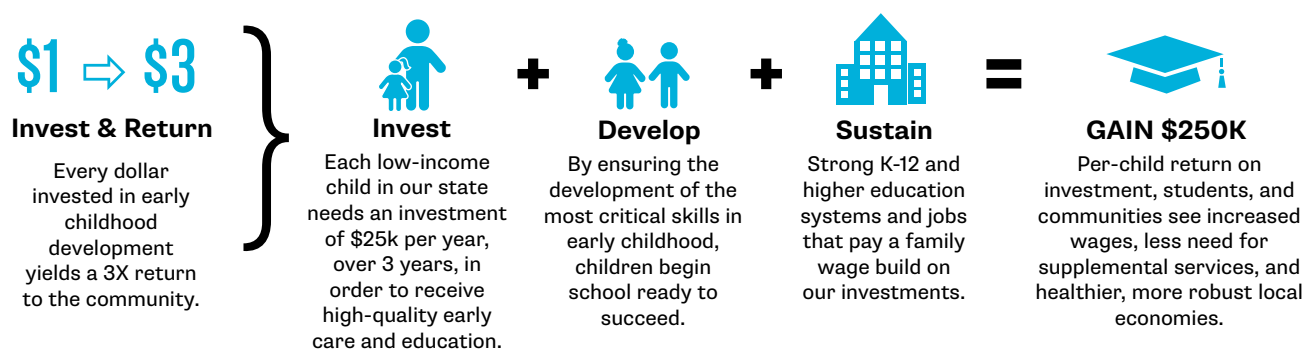 $1 ⇨ $3
Invest & Return
Every dollar
invested in early
childhood
development
yields a 3X return
to the community.
}
Invest
Each low-income
child in our state
needs an investment
of $25k per year,
over 3 years, in
order to receive
high-quality early
care and education.
+
Develop
By ensuring the
development of the
most critical skills in
early childhood,
children begin
school ready to
succeed.
+
Sustain
Strong K-12 and
higher education
systems and jobs
that pay a family
wage build on
our investments.
=
GAIN $250K
Per-child return on
investment, students, and
communities see increased
wages, less need for
supplemental services, and
healthier, more robust local
economies.